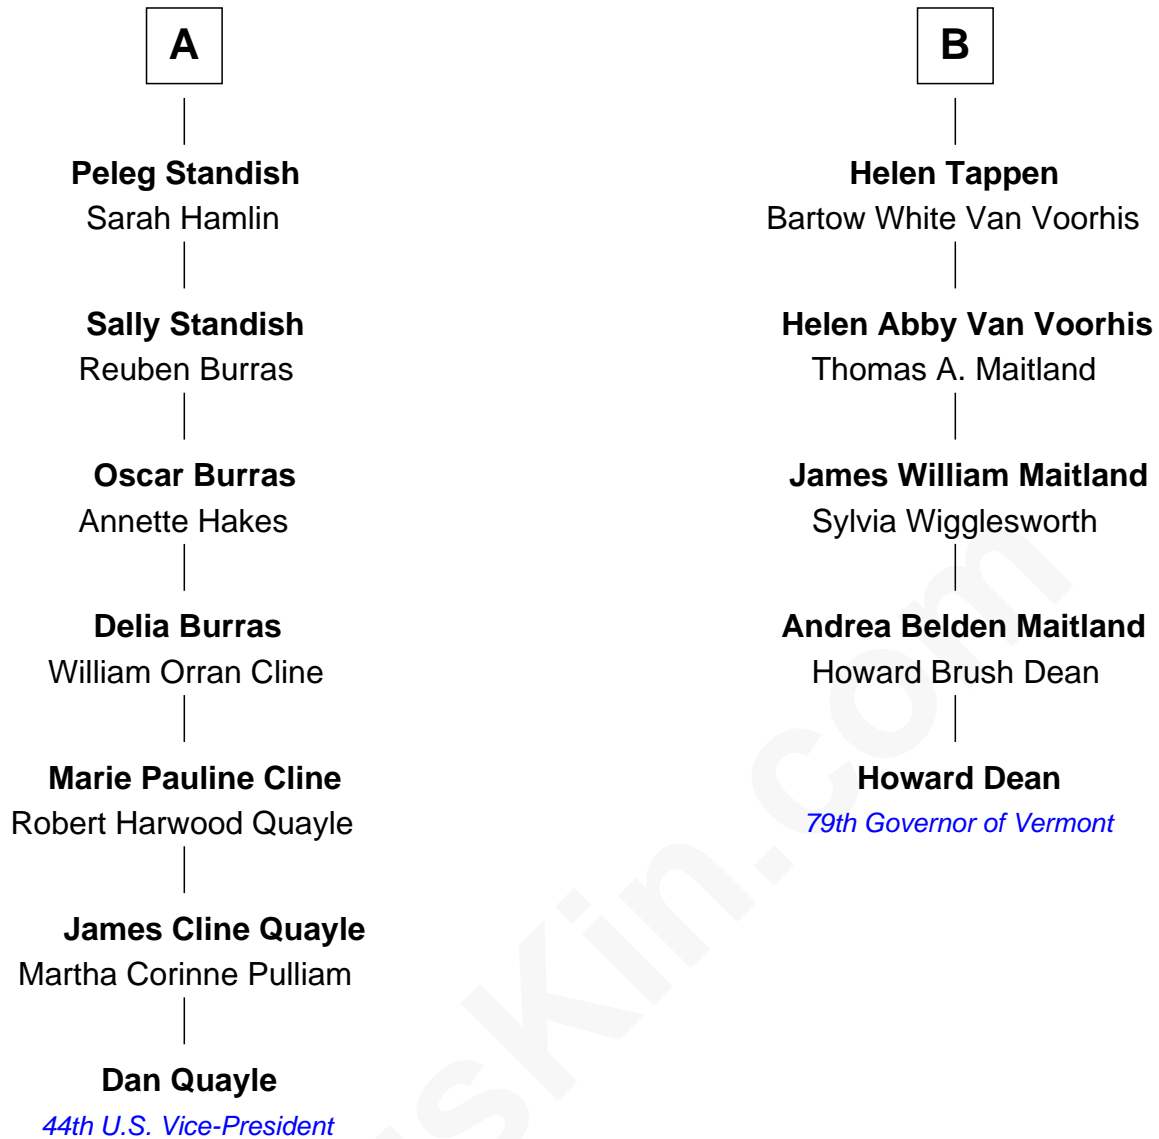 A
Peleg Standish
Sarah Hamlin
Sally Standish
Reuben Burras
Oscar Burras
Annette Hakes
Delia Burras
William Orran Cline
Marie Pauline Cline
Robert Harwood Quayle
James Cline Quayle
Martha Corinne Pulliam
Dan Quayle
44th U.S. Vice-President
B
Helen Tappen
Bartow White Van Voorhis
Helen Abby Van Voorhis
Thomas A. Maitland
James William Maitland
Sylvia Wigglesworth
Andrea Belden Maitland
Howard Brush Dean
Howard Dean
79th Governor of Vermont
usKin.com